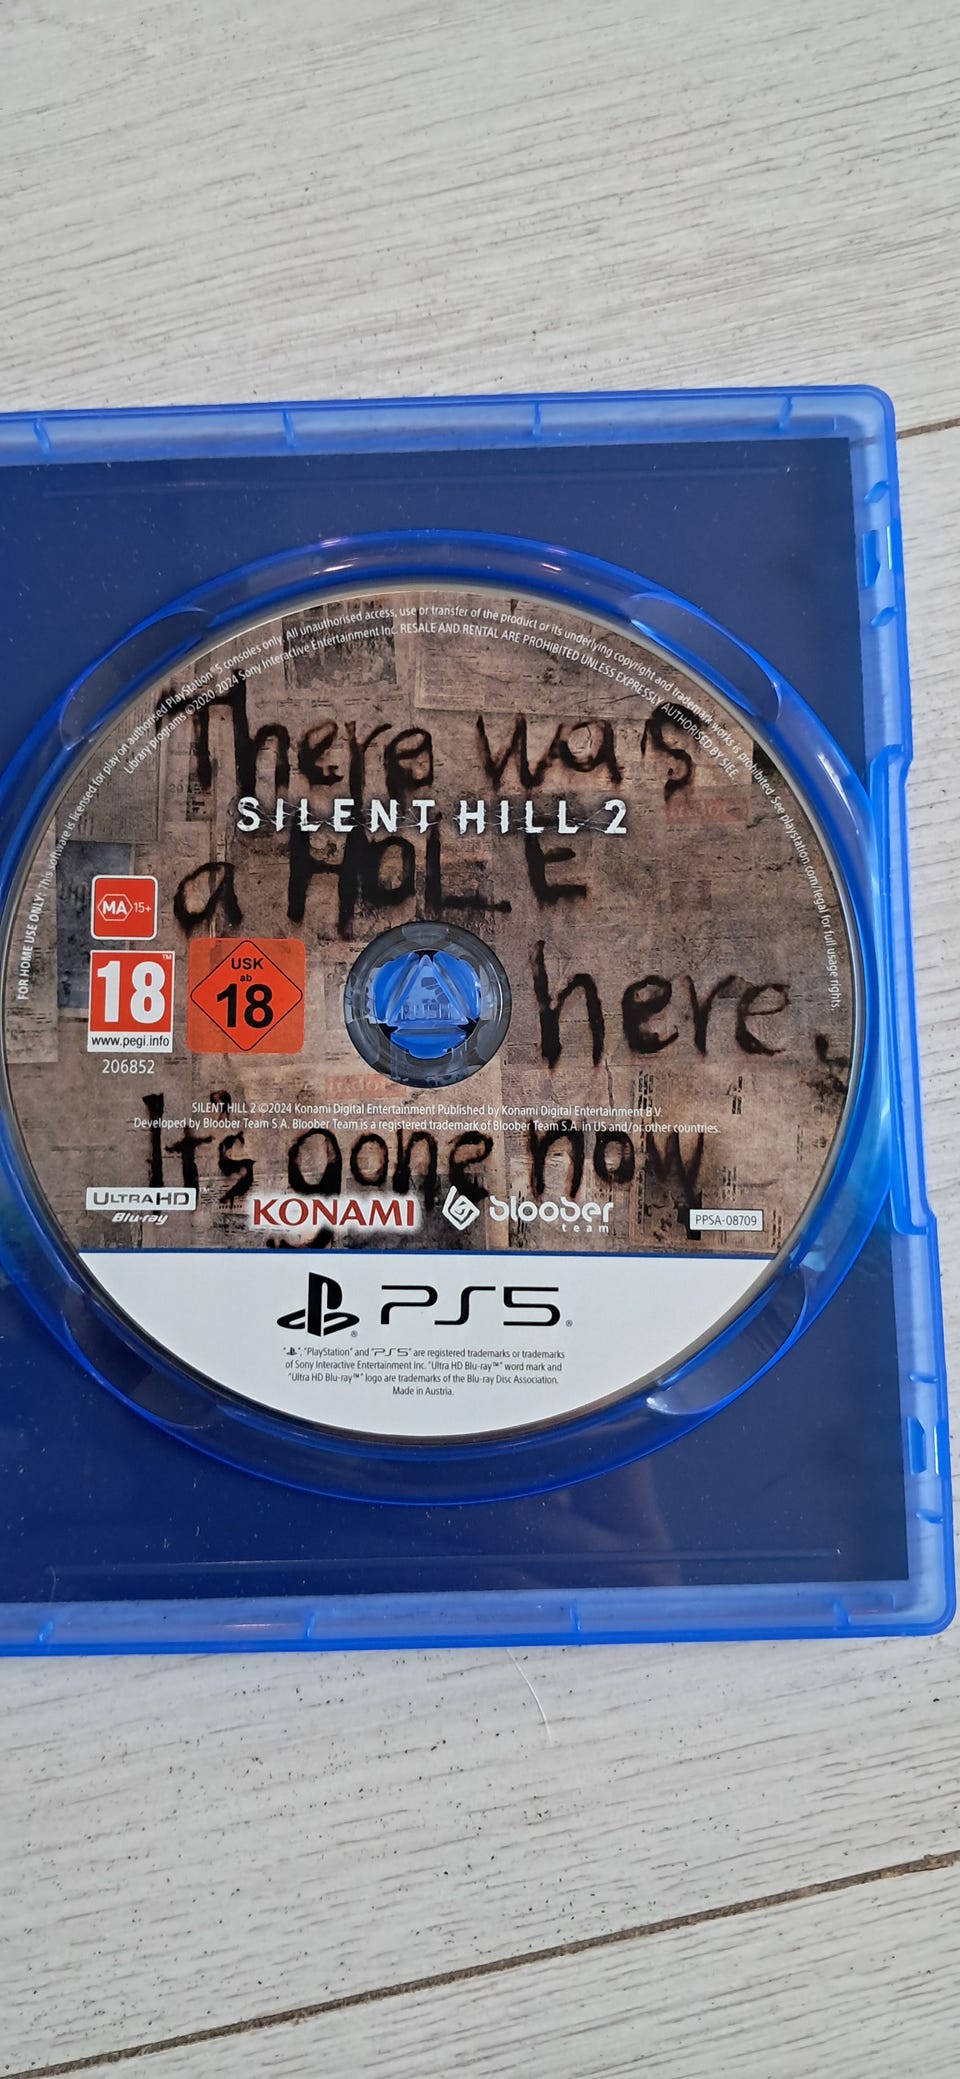 FOR HOME USE ONLY: This software is licensed for play on authorised PlayStation®5 consoles only. All unauthorised access, use or transfer of the product or its underlying copyright and trademark works is prohibited. See playstation.com/legal for full usage rights.
Library programs ©2020-2024 Sony Interactive Entertainment Inc. RESALE AND RENTAL ARE PROHIBITED UNLESS EXPRESSLY AUTHORISED BY SIEE.
There was
SILENT HILL 2
a HOLE
MA 15+
here.
18
www.pegi.info
206852
USK
ab
18
PUSH
SILENT HILL 2 ©2024 Konami Digital Entertainment Published by Konami Digital Entertainment B.V.
Developed by Bloober Team S.A. Bloober Team is a registered trademark of Bloober Team S.A. in US and/or other countries.
It's gone now
ULTRA HD™
Blu-ray
KONAMI
bloober
team
PPSA-08709
PS5®
"PlayStation" and "PS5" are registered trademarks or trademarks
of Sony Interactive Entertainment Inc. "Ultra HD Blu-ray™" word mark and
"Ultra HD Blu-ray™" logo are trademarks of the Blu-ray Disc Association.
Made in Austria.